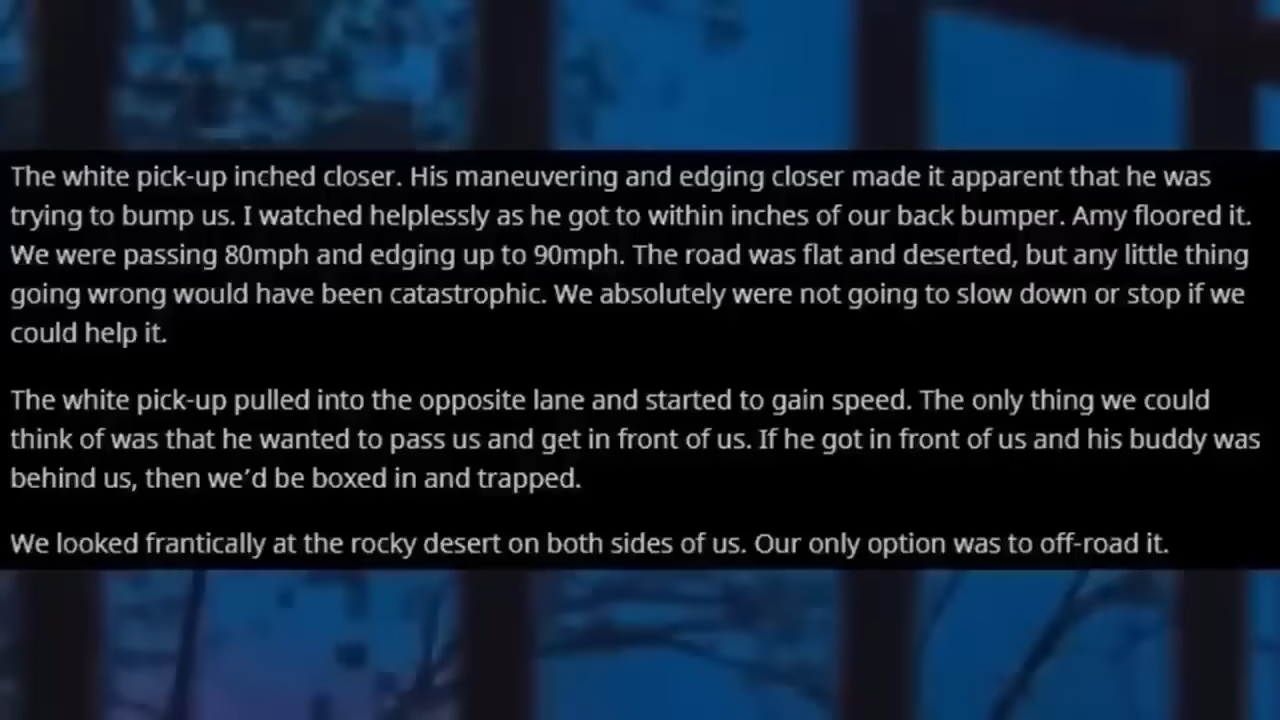 The white pick-up inched closer. His maneuvering and edging closer made it apparent that he was
trying to bump us. I watched helplessly as he got to within inches of our back bumper. Amy floored it.
We were passing 80mph and edging up to 90mph. The road was flat and deserted, but any little thing
going wrong would have been catastrophic. We absolutely were not going to slow down or stop if we
could help it.
The white pick-up pulled into the opposite lane and started to gain speed. The only thing we could
think of was that he wanted to pass us and get in front of us. If he got in front of us and his buddy was
behind us, then we’d be boxed in and trapped.
We looked frantically at the rocky desert on both sides of us. Our only option was to off-road it.